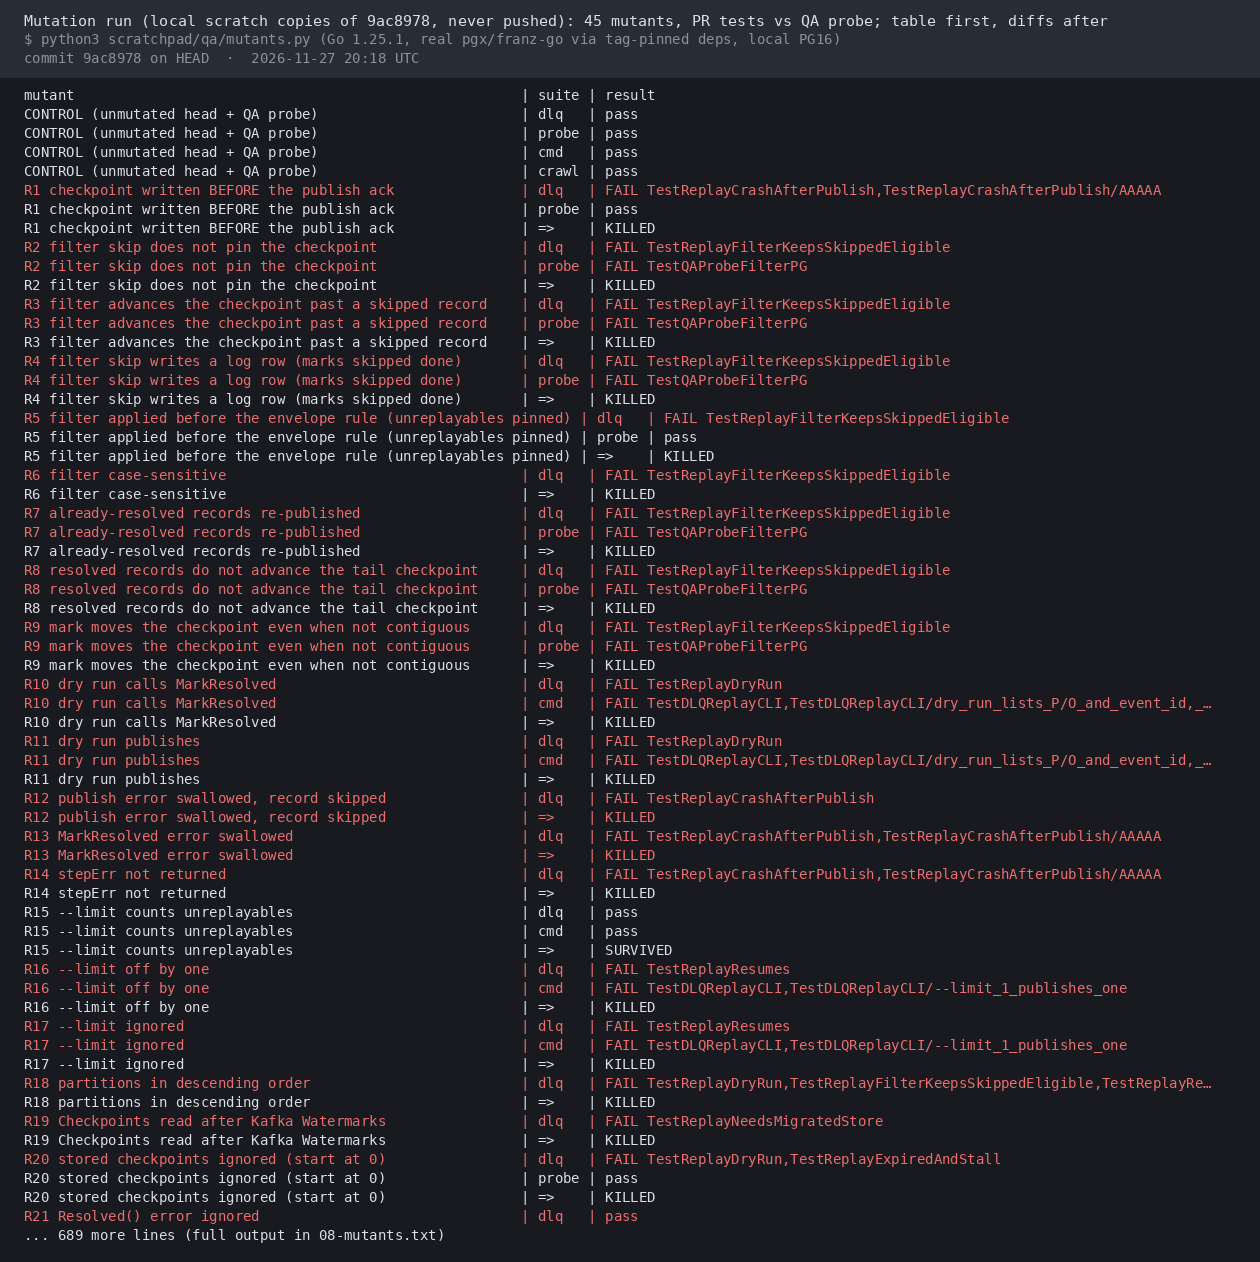 Mutation run (local scratch copies of 9ac8978, never pushed): 45 mutants, PR tests vs QA probe; table first, diffs after
$ python3 scratchpad/qa/mutants.py (Go 1.25.1, real pgx/franz-go via tag-pinned deps, local PG16)
commit 9ac8978 on HEAD · 2026-11-27 20:18 UTC
mutant | suite | result
CONTROL (unmutated head + QA probe) | dlq | pass
CONTROL (unmutated head + QA probe) | probe | pass
CONTROL (unmutated head + QA probe) | cmd | pass
CONTROL (unmutated head + QA probe) | crawl | pass
R1 checkpoint written BEFORE the publish ack | dlq | FAIL TestReplayCrashAfterPublish,TestReplayCrashAfterPublish/AAAAA
R1 checkpoint written BEFORE the publish ack | probe | pass
R1 checkpoint written BEFORE the publish ack | => | KILLED
R2 filter skip does not pin the checkpoint | dlq | FAIL TestReplayFilterKeepsSkippedEligible
R2 filter skip does not pin the checkpoint | probe | FAIL TestQAProbeFilterPG
R2 filter skip does not pin the checkpoint | => | KILLED
R3 filter advances the checkpoint past a skipped record | dlq | FAIL TestReplayFilterKeepsSkippedEligible
R3 filter advances the checkpoint past a skipped record | probe | FAIL TestQAProbeFilterPG
R3 filter advances the checkpoint past a skipped record | => | KILLED
R4 filter skip writes a log row (marks skipped done) | dlq | FAIL TestReplayFilterKeepsSkippedEligible
R4 filter skip writes a log row (marks skipped done) | probe | FAIL TestQAProbeFilterPG
R4 filter skip writes a log row (marks skipped done) | => | KILLED
R5 filter applied before the envelope rule (unreplayables pinned) | dlq | FAIL TestReplayFilterKeepsSkippedEligible
R5 filter applied before the envelope rule (unreplayables pinned) | probe | pass
R5 filter applied before the envelope rule (unreplayables pinned) | => | KILLED
R6 filter case-sensitive | dlq | FAIL TestReplayFilterKeepsSkippedEligible
R6 filter case-sensitive | => | KILLED
R7 already-resolved records re-published | dlq | FAIL TestReplayFilterKeepsSkippedEligible
R7 already-resolved records re-published | probe | FAIL TestQAProbeFilterPG
R7 already-resolved records re-published | => | KILLED
R8 resolved records do not advance the tail checkpoint | dlq | FAIL TestReplayFilterKeepsSkippedEligible
R8 resolved records do not advance the tail checkpoint | probe | FAIL TestQAProbeFilterPG
R8 resolved records do not advance the tail checkpoint | => | KILLED
R9 mark moves the checkpoint even when not contiguous | dlq | FAIL TestReplayFilterKeepsSkippedEligible
R9 mark moves the checkpoint even when not contiguous | probe | FAIL TestQAProbeFilterPG
R9 mark moves the checkpoint even when not contiguous | => | KILLED
R10 dry run calls MarkResolved | dlq | FAIL TestReplayDryRun
R10 dry run calls MarkResolved | cmd | FAIL TestDLQReplayCLI,TestDLQReplayCLI/dry_run_lists_P/O_and_event_id,_…
R10 dry run calls MarkResolved | => | KILLED
R11 dry run publishes | dlq | FAIL TestReplayDryRun
R11 dry run publishes | cmd | FAIL TestDLQReplayCLI,TestDLQReplayCLI/dry_run_lists_P/O_and_event_id,_…
R11 dry run publishes | => | KILLED
R12 publish error swallowed, record skipped | dlq | FAIL TestReplayCrashAfterPublish
R12 publish error swallowed, record skipped | => | KILLED
R13 MarkResolved error swallowed | dlq | FAIL TestReplayCrashAfterPublish,TestReplayCrashAfterPublish/AAAAA
R13 MarkResolved error swallowed | => | KILLED
R14 stepErr not returned | dlq | FAIL TestReplayCrashAfterPublish,TestReplayCrashAfterPublish/AAAAA
R14 stepErr not returned | => | KILLED
R15 --limit counts unreplayables | dlq | pass
R15 --limit counts unreplayables | cmd | pass
R15 --limit counts unreplayables | => | SURVIVED
R16 --limit off by one | dlq | FAIL TestReplayResumes
R16 --limit off by one | cmd | FAIL TestDLQReplayCLI,TestDLQReplayCLI/--limit_1_publishes_one
R16 --limit off by one | => | KILLED
R17 --limit ignored | dlq | FAIL TestReplayResumes
R17 --limit ignored | cmd | FAIL TestDLQReplayCLI,TestDLQReplayCLI/--limit_1_publishes_one
R17 --limit ignored | => | KILLED
R18 partitions in descending order | dlq | FAIL TestReplayDryRun,TestReplayFilterKeepsSkippedEligible,TestReplayRe…
R18 partitions in descending order | => | KILLED
R19 Checkpoints read after Kafka Watermarks | dlq | FAIL TestReplayNeedsMigratedStore
R19 Checkpoints read after Kafka Watermarks | => | KILLED
R20 stored checkpoints ignored (start at 0) | dlq | FAIL TestReplayDryRun,TestReplayExpiredAndStall
R20 stored checkpoints ignored (start at 0) | probe | pass
R20 stored checkpoints ignored (start at 0) | => | KILLED
R21 Resolved() error ignored | dlq | pass
... 689 more lines (full output in 08-mutants.txt)